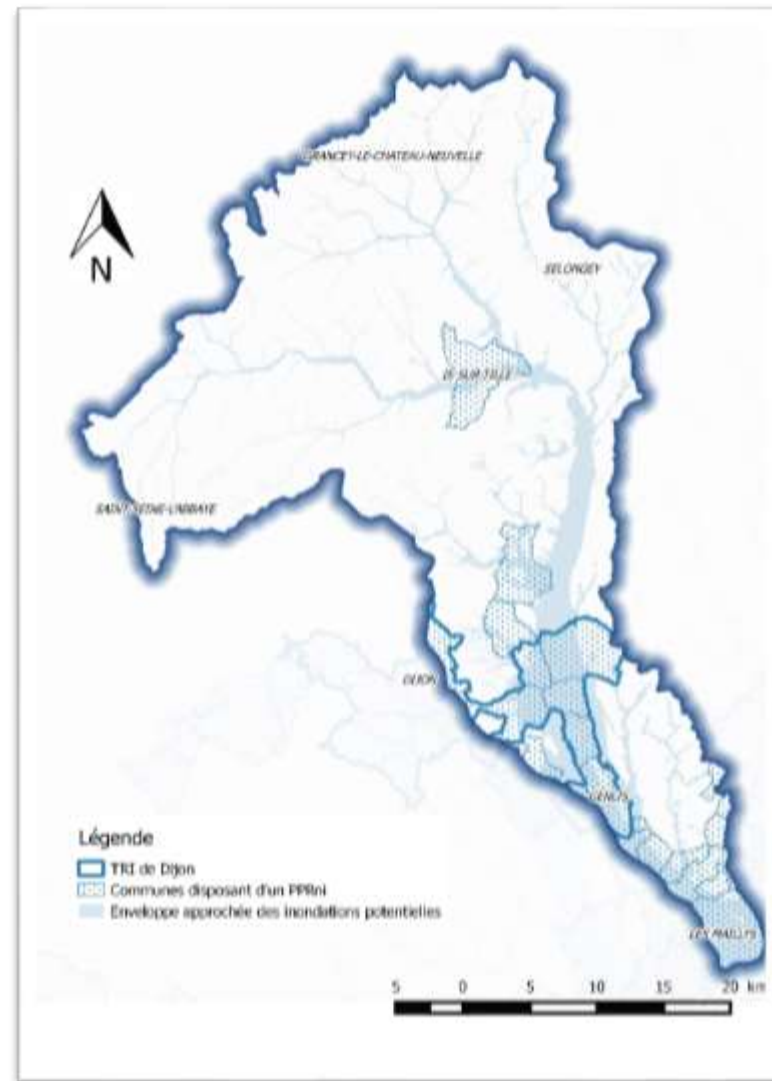 GRANCEY-LE-CHATEAU-NEUVELLE
N
SELONGEY
IS-SUR-TILLE
SAINT-SEINE-L'ABBAYE
DIJON
GENLIS
LES MAILLYS
Légende
TRI de Dijon
Communes disposant d'un PPRni
Enveloppe approchée des inondations potentielles
5 0 5 10 15 20 km